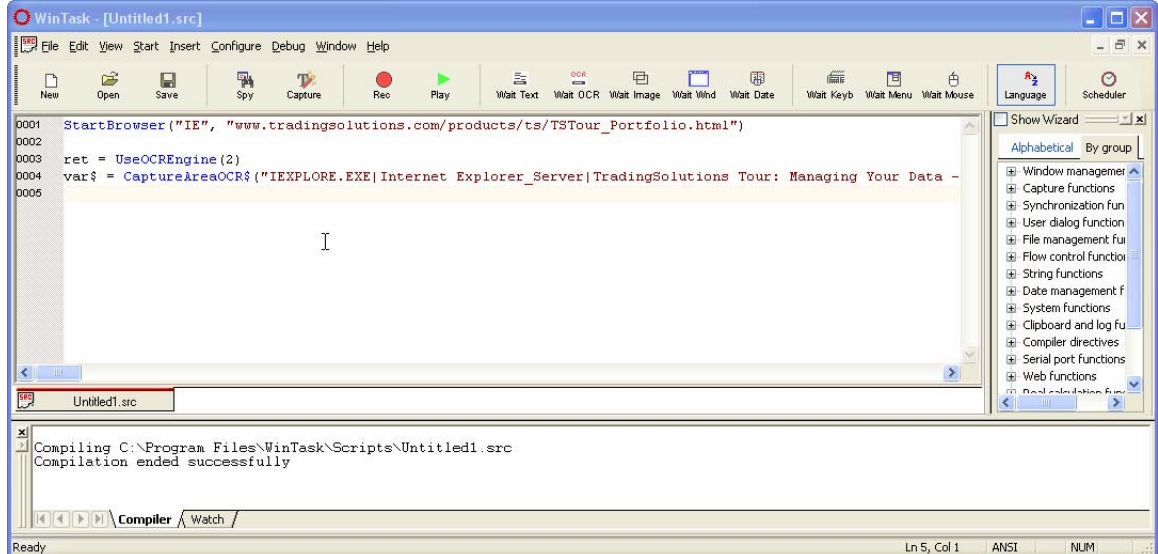 WinTask - [Untitled1.src]
File Edit View Start Insert Configure Debug Window Help
New Open Save Spy Capture Rec Play Wait Text Wait OCR Wait Image Wait Wnd Wait Date Wait Keyb Wait Menu Wait Mouse Language Scheduler
0001 StartBrowser("IE", "www.tradingsolutions.com/products/ts/TSTour_Portfolio.html")
0002
0003 ret = UseOCREngine(2)
0004 var$ = CaptureAreaOCR$("IEXPLORE.EXE|Internet Explorer_Server|TradingSolutions Tour: Managing Your Data -
0005
Show Wizard
Alphabetical By group
Window managemer
Capture functions
Synchronization fun
User dialog function
File management fu
Flow control function
String functions
Date management f
System functions
Clipboard and log fu
Compiler directives
Serial port functions
Web functions
Real calculation func
SRC Untitled1.src
Compiling C:\Program Files\WinTask\Scripts\Untitled1.src
Compilation ended successfully
Compiler Watch
Ready Ln 5, Col 1 ANSI NUM